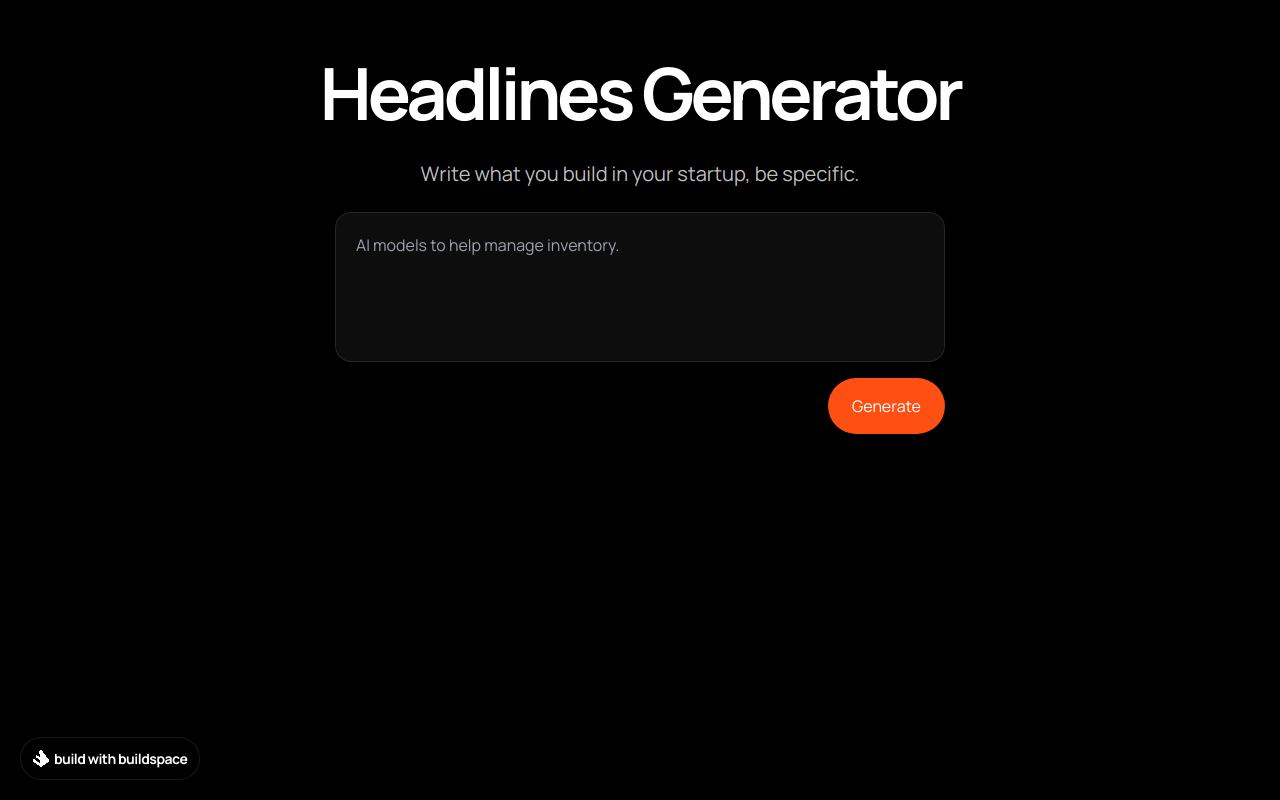 Headlines Generator
Write what you build in your startup, be specific.
AI models to help manage inventory.
Generate
build with buildspace